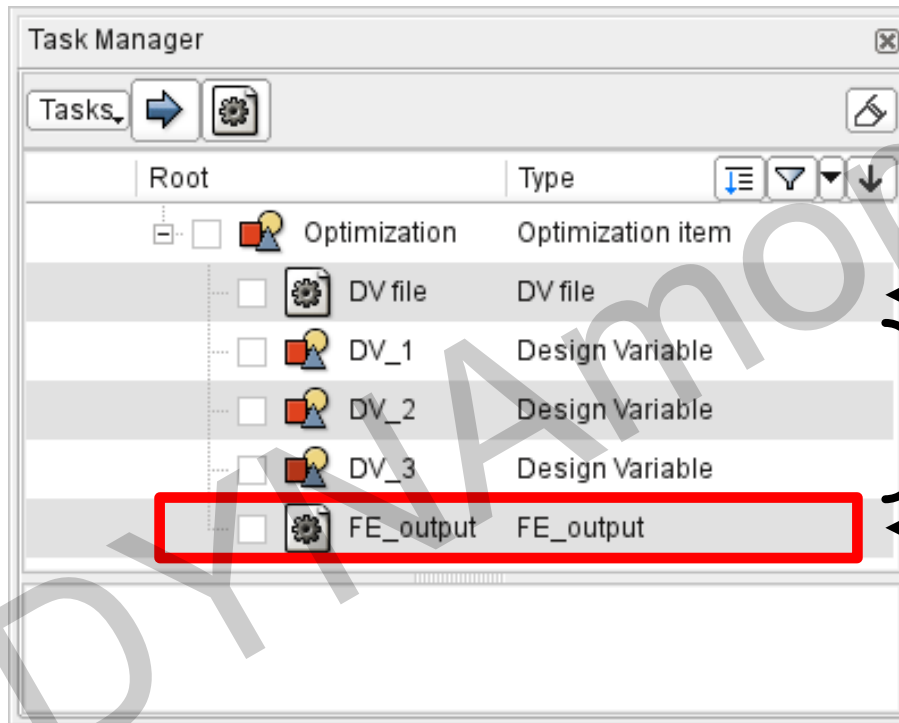 Task Manager
Tasks
Root Type
Optimization Optimization item
DV file DV file
DV_1 Design Variable
DV_2 Design Variable
DV_3 Design Variable
FE_output FE_output
DYNAmor